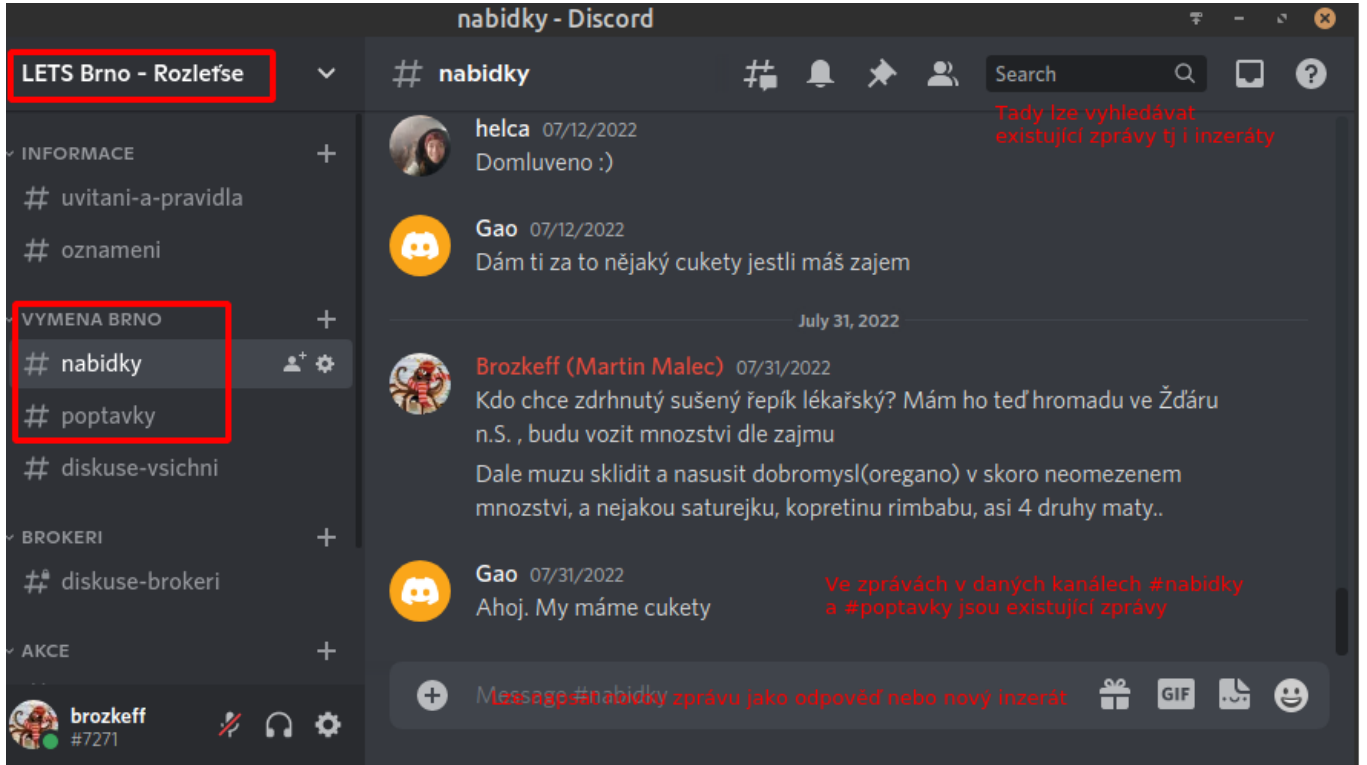 nabidky - Discord
LETS Brno - Rozleťse
INFORMACE
# uvitani-a-pravidla
# oznameni
VYMENA BRNO
# nabidky
# poptavky
# diskuse-vsichni
BROKERI
# diskuse-brokeri
AKCE
brozkeff
#7271
# nabidky
Search
Tady lze vyhledávat
existující zprávy tj i inzeráty
helca 07/12/2022
Domluveno :)
Gao 07/12/2022
Dám ti za to nějaký cukety jestli máš zajem
July 31, 2022
Brozkeff (Martin Malec) 07/31/2022
Kdo chce zdrhnutý sušený řepík lékařský? Mám ho teď hromadu ve Žďáru
n.S. , budu vozit mnozstvi dle zajmu
Dale muzu sklidit a nasusit dobromysl(oregano) v skoro neomezenem
mnozstvi, a nejakou saturejku, kopretinu rimbabu, asi 4 druhy maty..
Gao 07/31/2022
Ahoj. My máme cukety
Ve zprávách v daných kanálech #nabidky
a #poptavky jsou existující zprávy
Message #nabidky
zprávu jako odpověď nebo nový inzerát
GIF